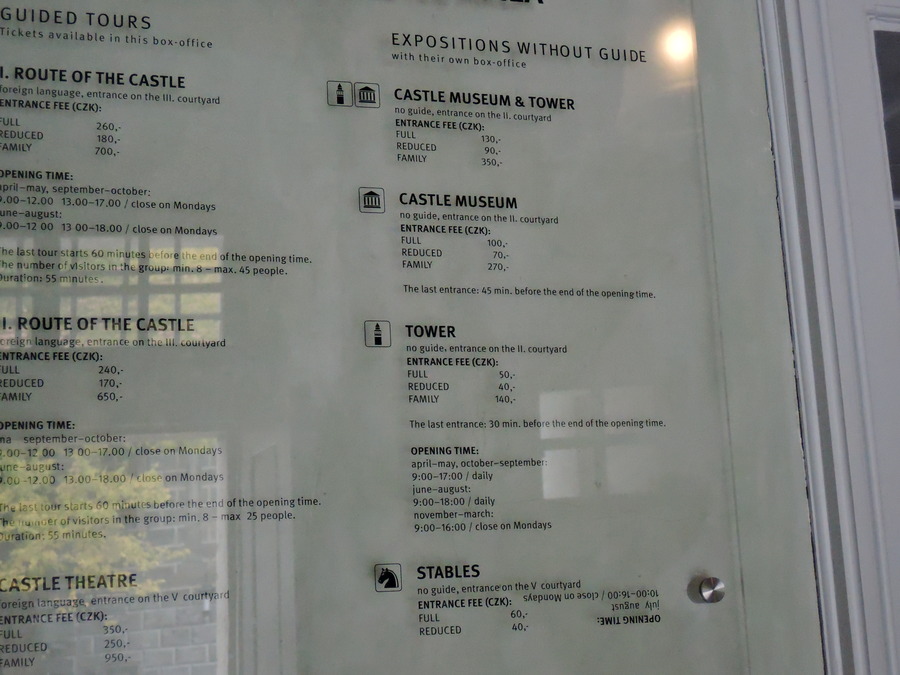 GUIDED TOURS
Tickets available in this box-office
I. ROUTE OF THE CASTLE
foreign language, entrance on the III. courtyard
ENTRANCE FEE (CZK):
FULL 260,-
REDUCED 180,-
FAMILY 700,-
OPENING TIME:
april-may, september-october:
9.00-12.00 13.00-17.00 / close on Mondays
june-august:
9.00-12 00 13 00-18.00 / close on Mondays
The last tour starts 60 minutes before the end of the opening time.
The number of visitors in the group: min. 8 – max. 45 people.
Duration: 55 minutes.
I. ROUTE OF THE CASTLE
foreign language, entrance on the III. courtyard
ENTRANCE FEE (CZK):
FULL 240,-
REDUCED 170,-
FAMILY 650,-
OPENING TIME:
ma september-october:
9.00-12 00 13 00-17.00 / close on Mondays
june-august:
9.00-12.00 13.00-18.00 / close on Mondays
The last tour starts 60 minutes before the end of the opening time.
The number of visitors in the group: min. 8 – max 25 people.
Duration: 55 minutes.
CASTLE THEATRE
foreign language, entrance on the V courtyard
ENTRANCE FEE (CZK):
FULL 350,-
REDUCED 250,-
FAMILY 950,-
EXPOSITIONS WITHOUT GUIDE
with their own box-office
CASTLE MUSEUM & TOWER
no guide, entrance on the II. courtyard
ENTRANCE FEE (CZK):
FULL 130,-
REDUCED 90,-
FAMILY 350,-
CASTLE MUSEUM
no guide, entrance on the II. courtyard
ENTRANCE FEE (CZK):
FULL 100,-
REDUCED 70,-
FAMILY 270,-
The last entrance: 45 min. before the end of the opening time.
TOWER
no guide, entrance on the II. courtyard
ENTRANCE FEE (CZK):
FULL 50,-
REDUCED 40,-
FAMILY 140,-
The last entrance: 30 min. before the end of the opening time.
OPENING TIME:
april-may, october-september:
9:00-17:00 / daily
june-august:
9:00-18:00 / daily
november-march:
9:00-16:00 / close on Mondays
STABLES
no guide, entrance on the V courtyard
ENTRANCE FEE (CZK):
FULL 60,-
REDUCED 40,-
OPENING TIME:
july august
10:00-16:00 / close on Mondays